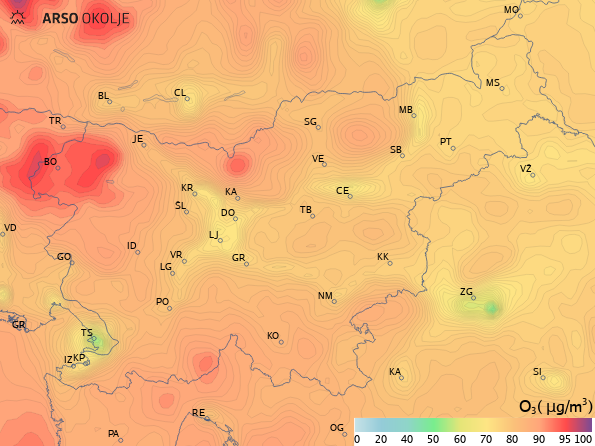 ARSO OKOLJE
MO
BL
CL
MS
MB
TR
SG
JE
PT
SB
BO
VE
VŽ
KR
KA
CE
ŠL
DO
TB
VD
LJ
ID
VR
GR
GO
LG
KK
NM
ZG
PO
GR
TS
KO
IZ KP
KA
SI
RE
O₃( µg/m³)
PA
OG
0 20 40 50 60 70 80 90 95 100